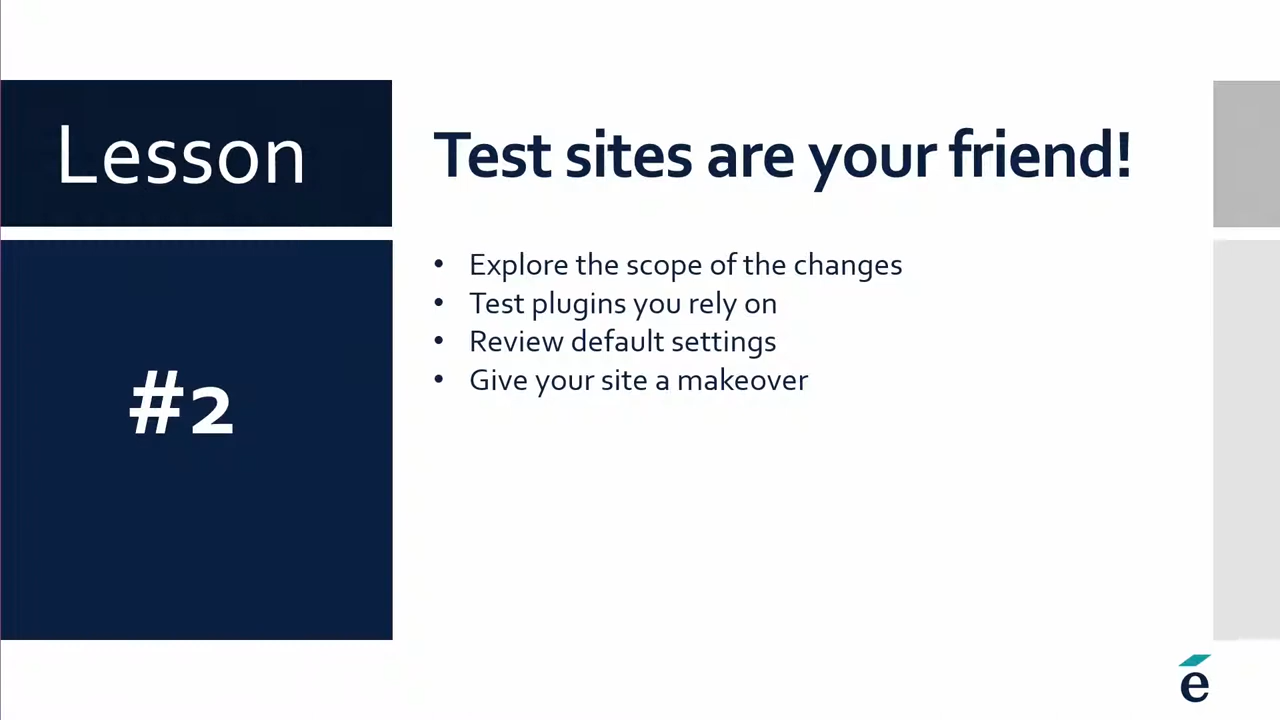 Lesson
#2
Test sites are your friend!
• Explore the scope of the changes
• Test plugins you rely on
• Review default settings
• Give your site a makeover
é